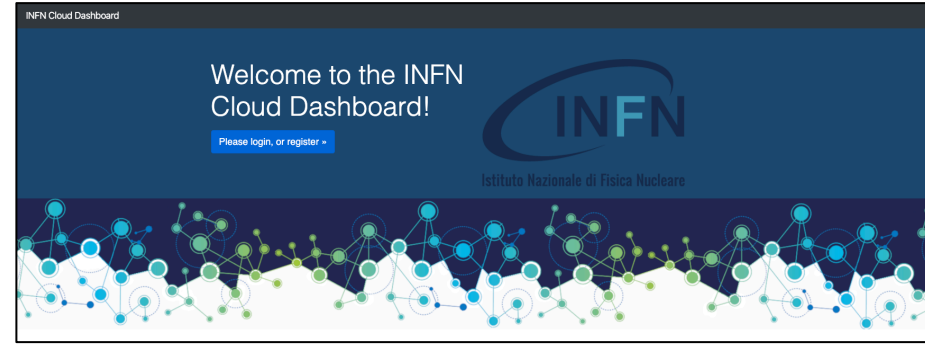 INFN Cloud Dashboard
Welcome to the INFN
Cloud Dashboard!
Please login, or register »
INFN
Istituto Nazionale di Fisica Nucleare